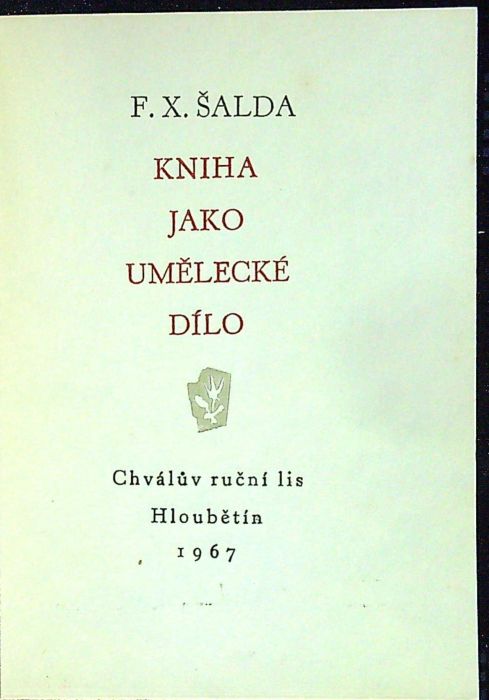 F. X. ŠALDA
KNIHA
JAKO
UMĚLECKÉ
DÍLO
Chválův ruční lis
Hloubětín
1967